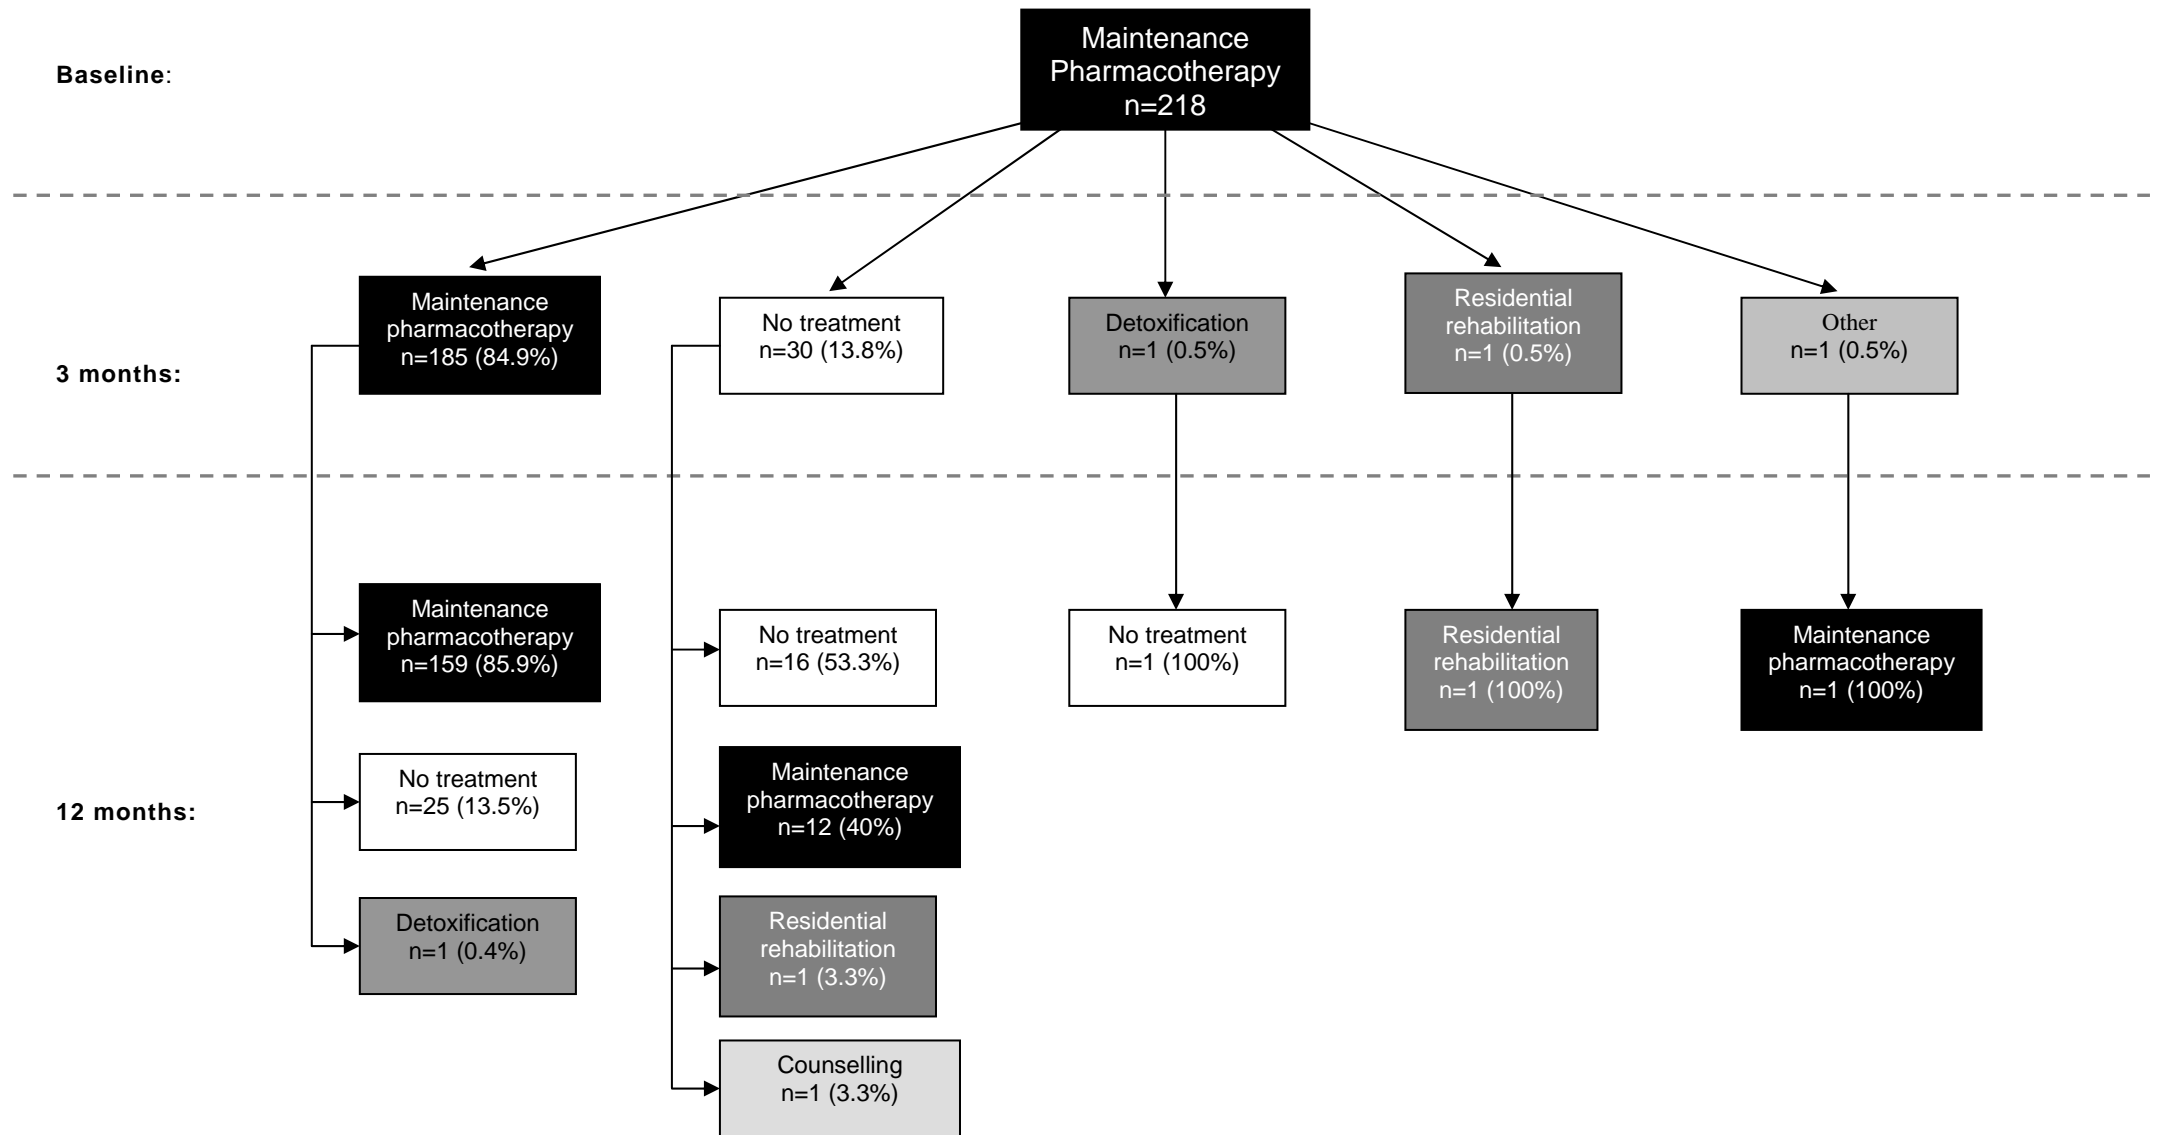 Baseline:
Maintenance
Pharmacotherapy
n=218
3 months:
Maintenance
pharmacotherapy
n=185 (84.9%)
No treatment
n=30 (13.8%)
Detoxification
n=1 (0.5%)
Residential
rehabilitation
n=1 (0.5%)
Other
n=1 (0.5%)
12 months:
Maintenance
pharmacotherapy
n=159 (85.9%)
No treatment
n=25 (13.5%)
Detoxification
n=1 (0.4%)
No treatment
n=16 (53.3%)
Maintenance
pharmacotherapy
n=12 (40%)
Residential
rehabilitation
n=1 (3.3%)
Counselling
n=1 (3.3%)
No treatment
n=1 (100%)
Residential
rehabilitation
n=1 (100%)
Maintenance
pharmacotherapy
n=1 (100%)